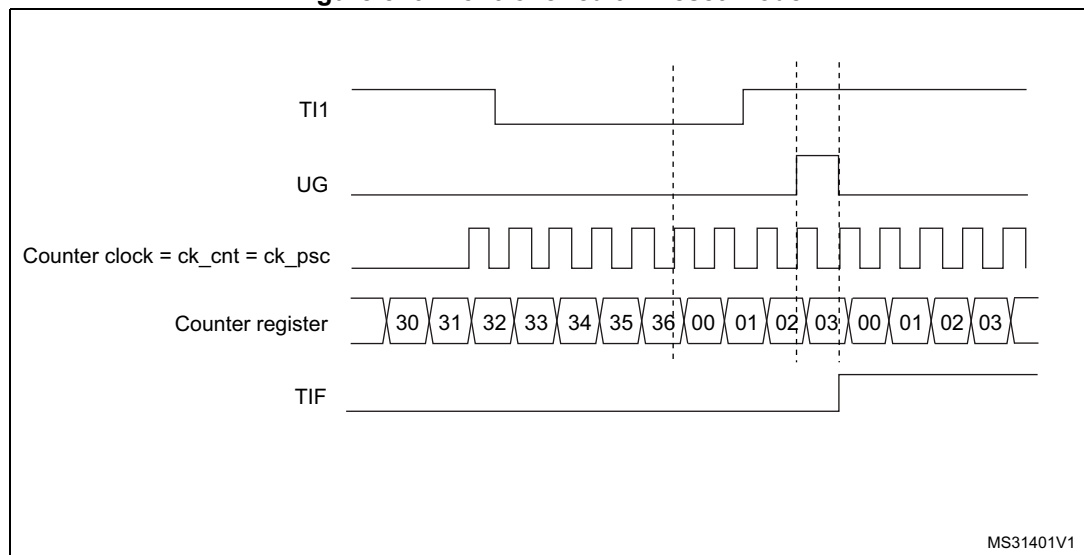 TI1
UG
Counter clock = ck_cnt = ck_psc
Counter register 30 31 32 33 34 35 36 00 01 02 03 00 01 02 03
TIF
MS31401V1